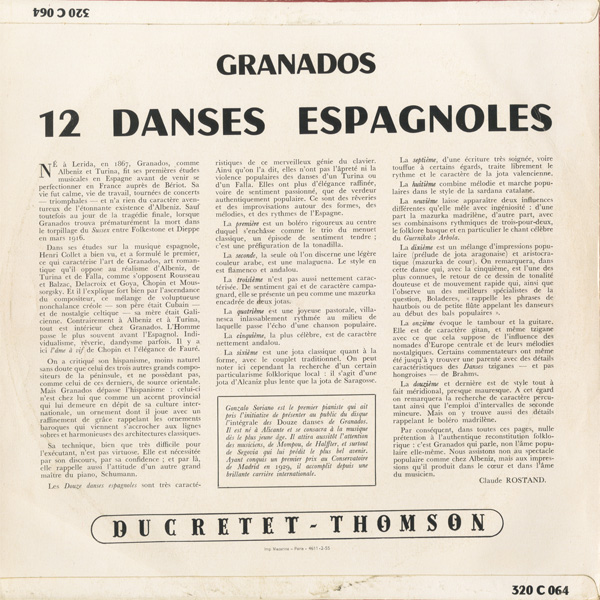 320 C 064
GRANADOS
12 DANSES ESPAGNOLES
NÉ à Lerida, en 1867, Granados, comme
Albeniz et Turina, fit ses premières études
musicales en Espagne avant de venir se
perfectionner en France auprès de Bériot. Sa
vie fut calme, vie de travail, tournées de concerts
— triomphales — et n'a rien du caractère aven-
tureux de l'étonnante existence d'Albeniz. Sauf
toutefois au jour de la tragédie finale, lorsque
Granados trouva prématurément la mort dans
le torpillage du Sussex entre Folkestone et Dieppe
en mars 1916.
Dans ses études sur la musique espagnole,
Henri Collet a bien vu, et a formulé le premier,
ce qui caractérise l'art de Granados, art roman-
tique qu'il oppose au réalisme d'Albeniz, de
Turina et de Falla, comme s'opposent Rousseau
et Balzac, Delacroix et Goya, Chopin et Mous-
sorgsky. Et il l'explique fort bien par l'ascendance
du compositeur, ce mélange de voluptueuse
nonchalance créole — son père était Cubain —
et de nostalgie celtique — sa mère était Gali-
cienne. Contrairement à Albeniz et à Turina,
tout est intérieur chez Granados. L'Homme
passe le plus souvent avant l'Espagnol. Indi-
vidualisme, rêverie, dandysme parfois. Il y a
ici l'âme à vif de Chopin et l'élégance de Fauré.
On a critiqué son hispanisme, moins naturel
sans doute que celui des trois autres grands compo-
siteurs de la péninsule, et ne possédant pas,
comme celui de ces derniers, de source orientale.
Mais Granados dépasse l'hispanisme : celui-ci
n'est chez lui que comme un accent provincial
qui lui demeure en dépit de sa culture inter-
nationale, un ornement dont il joue avec un
raffinement de grâce rappelant les ornements
baroques qui viennent s'accrocher aux lignes
sobres et harmonieuses des architectures classiques.
Sa technique, bien que très difficile pour
l'exécutant, n'est pas virtuose. Elle est nécessitée
par son discours, par sa confidence ; et par là,
elle rappelle aussi l'attitude d'un autre grand
maître du piano, Schumann.
Les Douze danses espagnoles sont très caracté-
ristiques de ce merveilleux génie du clavier.
Ainsi qu'on l'a dit, elles n'ont pas l'âpreté ni la
violence populaires des danses d'un Turina ou
d'un Falla. Elles ont plus d'élégance raffinée,
voire de sentiment passionné, que de verdeur
authentiquement populaire. Ce sont des rêveries
et des improvisations autour des formes, des
mélodies, et des rythmes de l'Espagne.
La première est un boléro rigoureux au centre
duquel s'enchâsse comme le trio du menuet
classique, un épisode de sentiment tendre ;
c'est une préfiguration de la tonadilla.
La seconde, la seule où l'on discerne une légère
couleur arabe, est une malaguena. Le style en
est flamenco et andalou.
La troisième n'est pas aussi nettement carac-
térisée. De sentiment gai et de caractère campa-
gnard, elle se présente un peu comme une mazurka
encadrée de deux jotas.
La quatrième est une joyeuse pastorale, villa-
nesca inlassablement rythmée au milieu de
laquelle passe l'écho d'une chanson populaire.
La cinquième, la plus célèbre, est de caractère
nettement andalou.
La sixième est une jota classique quant à la
forme, avec le couplet traditionnel. On peut
noter ici cependant la recherche d'un certain
particularisme folklorique local : il s'agit d'une
jota d'Alcaniz plus lente que la jota de Saragosse.
Gonzalo Soriano est le premier pianiste qui ait
pris l'initiative de présenter au public du disque
l'intégrale des Douze danses de Granados.
Il est né à Alicante et se consacra à la musique
dès le plus jeune âge. Il attira aussitôt l'attention
des musiciens, de Mompou, de Halffter, et surtout
de Segovia qui lui prédit le plus bel avenir.
Ayant conquis un premier prix au Conservatoire
de Madrid en 1929, il accomplit depuis une
brillante carrière internationale.
La septième, d'une écriture très soignée, voire
touffue à certains égards, traite librement le
rythme et le caractère de la jota valencienne.
La huitième combine mélodie et marche popu-
laires dans le style de la sardana catalane.
La neuvième laisse apparaître deux influences
différentes qu'elle mêle avec ingéniosité : d'une
part la mazurka madrilène, d'autre part, avec
ses combinaisons rythmiques de trois-pour-deux,
le folklore basque et en particulier le chant célèbre
du Guernikako Arbola.
La dixième est un mélange d'impressions popu-
laire (prélude de jota aragonaise) et aristocra-
tique (mazurka de cour). On remarquera, dans
cette danse qui, avec la cinquième, est l'une des
plus connues, le retour de ce dessin de tonalité
douteuse et de mouvement rapide qui, ainsi que
l'observe un des meilleurs spécialistes de la
question, Boladeres, « rappelle les phrases de
hautbois ou de petite flûte appelant les danseurs
au début des bals populaires ».
La onzième évoque le tambour et la guitare.
Elle est de caractère gitan, et même tzigane
avec ce que cela suppose de l'influence des
nomades d'Europe centrale et de leurs mélodies
nostalgiques. Certains commentateurs ont même
été jusqu'à y trouver une parenté avec des détails
caractéristiques des Danses tziganes — et pas
hongroises — de Brahms.
La douzième et dernière est de style tout à
fait méridional, presque mauresque. A cet égard
on remarquera la recherche de caractère percu-
tant ainsi que l'emploi d'intervalles de seconde
mineure. Mais on y trouve aussi des détails
rappelant le boléro madrilène.
Par conséquent, dans toutes ces pages, nulle
prétention à l'authentique reconstitution folklo-
rique : c'est Granados qui parle, non l'âme popu-
laire elle-même. Nous assistons non au spectacle
populaire comme chez Albeniz, mais aux impres-
sions qu'il produit dans le cœur et dans l'âme
du musicien.
Claude ROSTAND.
DUCRETET-THOMSON
320 C 064